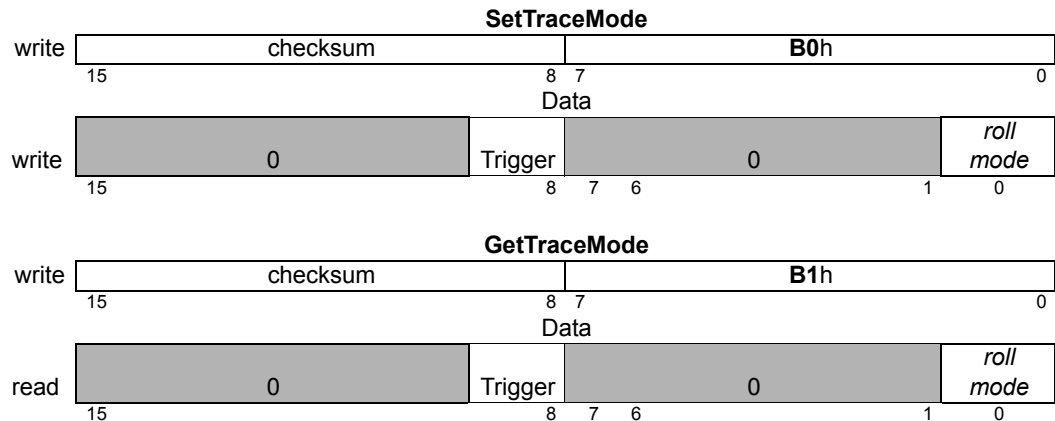 SetTraceMode
write checksum B0h
15 8 7 0
Data
write 0 Trigger 0 roll mode
15 8 7 6 1 0
GetTraceMode
write checksum B1h
15 8 7 0
Data
read 0 Trigger 0 roll mode
15 8 7 6 1 0